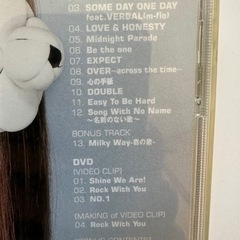 03. SOME DAY ONE DAY
feat.VERBAL(m-flo)
04. LOVE & HONESTY
05. Midnight Parade
06. Be the one
07. EXPECT
08. OVER~across the time~
09. 心の手紙
10. DOUBLE
11. Easy To Be Hard
12. Song With No Name
~名前のない歌~
BONUS TRACK
13. Milky Way~君の歌~
DVD
[VIDEO CLIP]
01. Shine We Are!
02. Rock With You
03. NO.1
[MAKING of VIDEO CLIP]
04. Rock With You